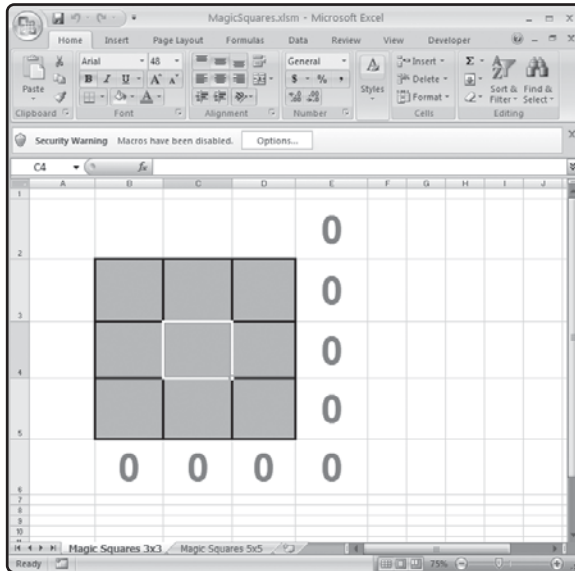 MagicSquares.xlsm - Microsoft Excel
Home Insert Page Layout Formulas Data Review View Developer
Paste
Clipboard
Arial 48
B I U A A
A
Font
Alignment
General
$ % ,
Number
A
Styles
Insert
Delete
Format
Cells
Σ
Sort & Filter
Find & Select
Editing
Security Warning Macros have been disabled. Options...
C4 fx
A B C D E F G H I J
1
2 0
3 0
4 0
5 0
6 0 0 0 0
7
8
9
10
Magic Squares 3x3 Magic Squares 5x5
Ready 75%